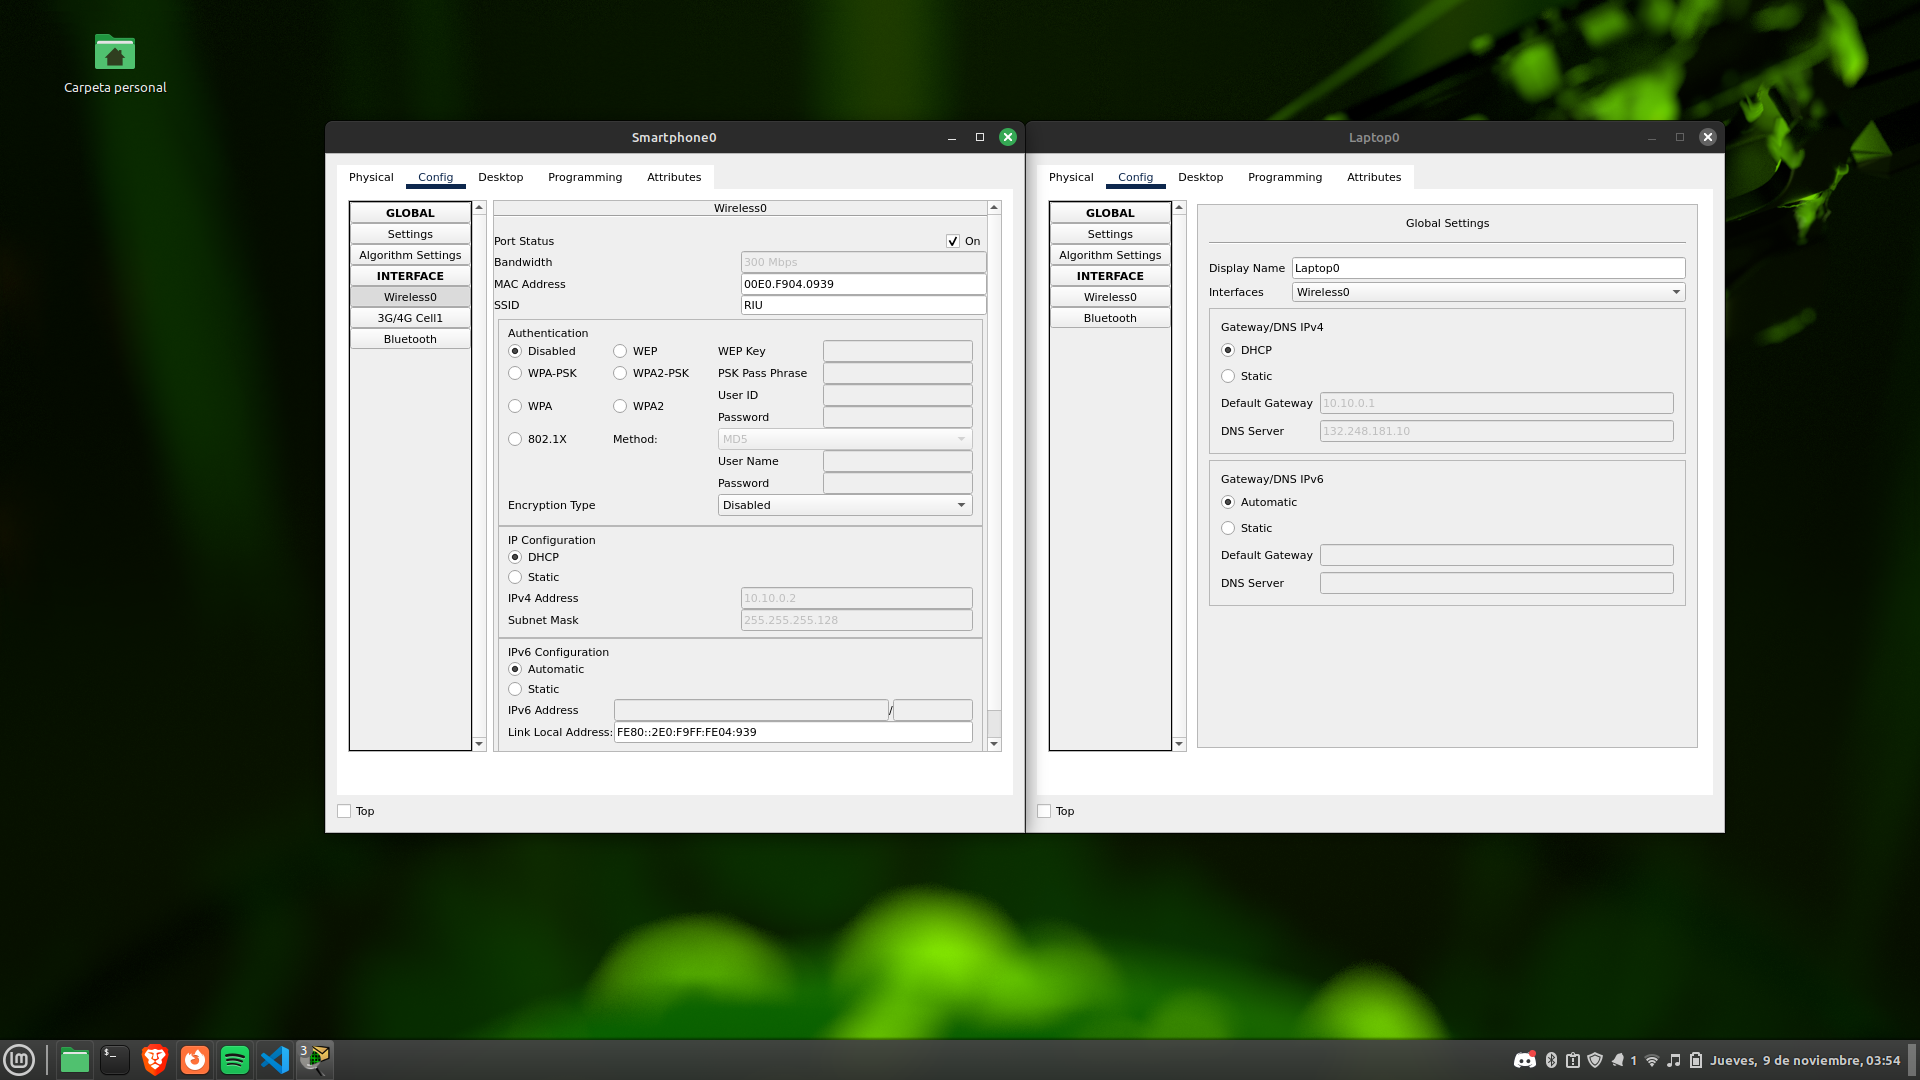 Carpeta personal
Smartphone0
Physical Config Desktop Programming Attributes
GLOBAL
Settings
Algorithm Settings
INTERFACE
Wireless0
3G/4G Cell1
Bluetooth
Wireless0
Port Status On
Bandwidth 300 Mbps
MAC Address 00E0.F904.0939
SSID RIU
Authentication
Disabled WEP WEP Key
WPA-PSK WPA2-PSK PSK Pass Phrase
User ID
WPA WPA2
Password
802.1X Method: MD5
User Name
Password
Encryption Type Disabled
IP Configuration
DHCP
Static
IPv4 Address 10.10.0.2
Subnet Mask 255.255.255.128
IPv6 Configuration
Automatic
Static
IPv6 Address /
Link Local Address: FE80::2E0:F9FF:FE04:939
Top
Laptop0
Physical Config Desktop Programming Attributes
GLOBAL
Settings
Algorithm Settings
INTERFACE
Wireless0
Bluetooth
Global Settings
Display Name Laptop0
Interfaces Wireless0
Gateway/DNS IPv4
DHCP
Static
Default Gateway 10.10.0.1
DNS Server 132.248.181.10
Gateway/DNS IPv6
Automatic
Static
Default Gateway
DNS Server
Top
lm $_ 3 1 Jueves, 9 de noviembre, 03:54